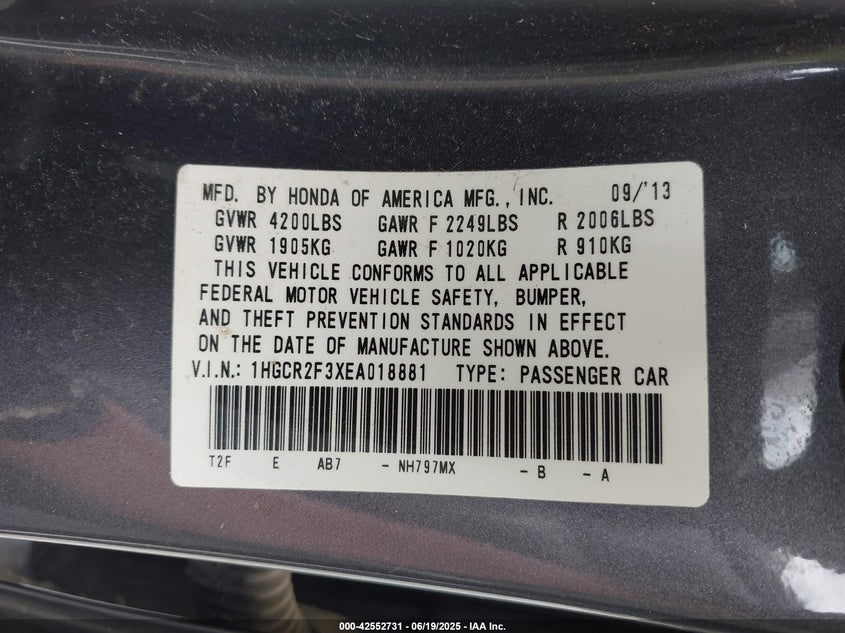 MFD. BY HONDA OF AMERICA MFG., INC. 09/'13
GVWR 4200LBS GAWR F 2249LBS R 2006LBS
GVWR 1905KG GAWR F 1020KG R 910KG
THIS VEHICLE CONFORMS TO ALL APPLICABLE
FEDERAL MOTOR VEHICLE SAFETY, BUMPER,
AND THEFT PREVENTION STANDARDS IN EFFECT
ON THE DATE OF MANUFACTURE SHOWN ABOVE.
V.I.N.: 1HGCR2F3XEA018881 TYPE: PASSENGER CAR
T2F E AB7 - NH797MX - B - A
000-42552731 - 06/19/2025 - IAA Inc.